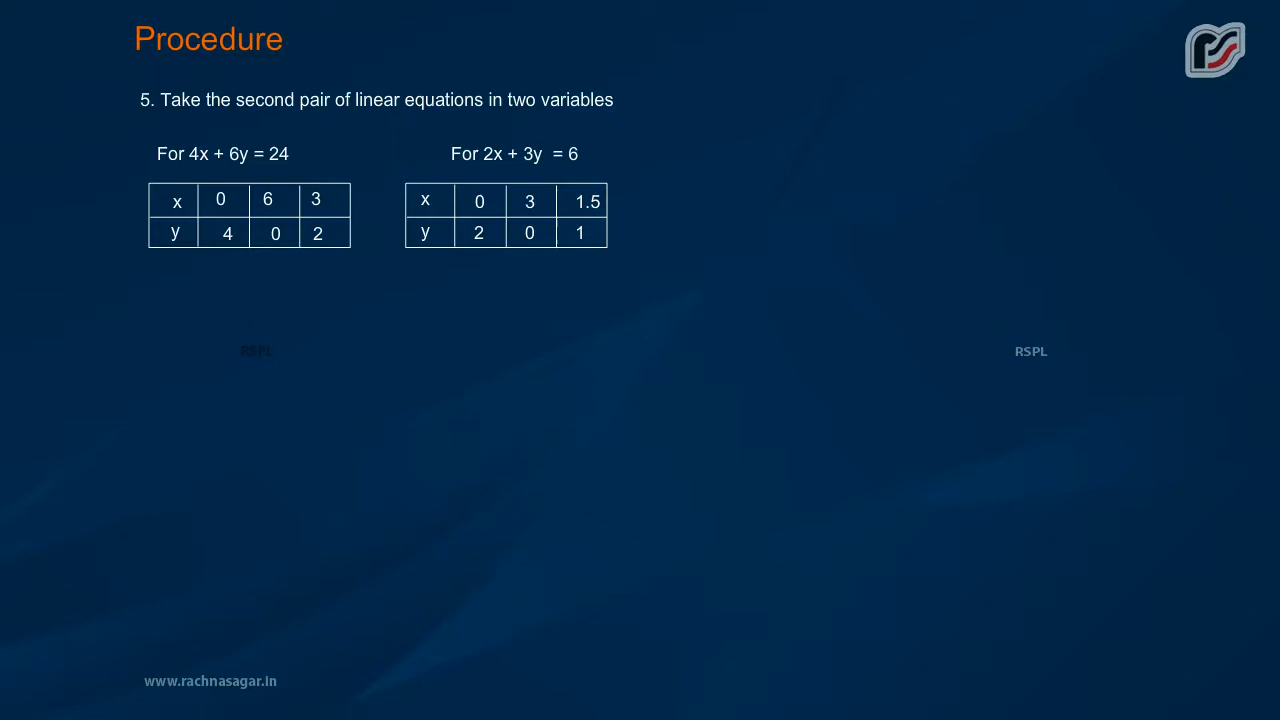 Procedure
5. Take the second pair of linear equations in two variables
For 4x + 6y = 24
x 0 6 3
y 4 0 2
For 2x + 3y = 6
x 0 3 1.5
y 2 0 1
RSPL
RSPL
www.rachnasagar.in